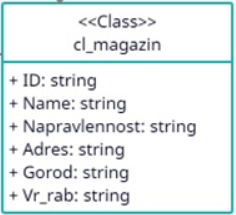 <<Class>>
cl_magazin
+ ID: string
+ Name: string
+ Napravlennost: string
+ Adres: string
+ Gorod: string
+ Vr_rab: string